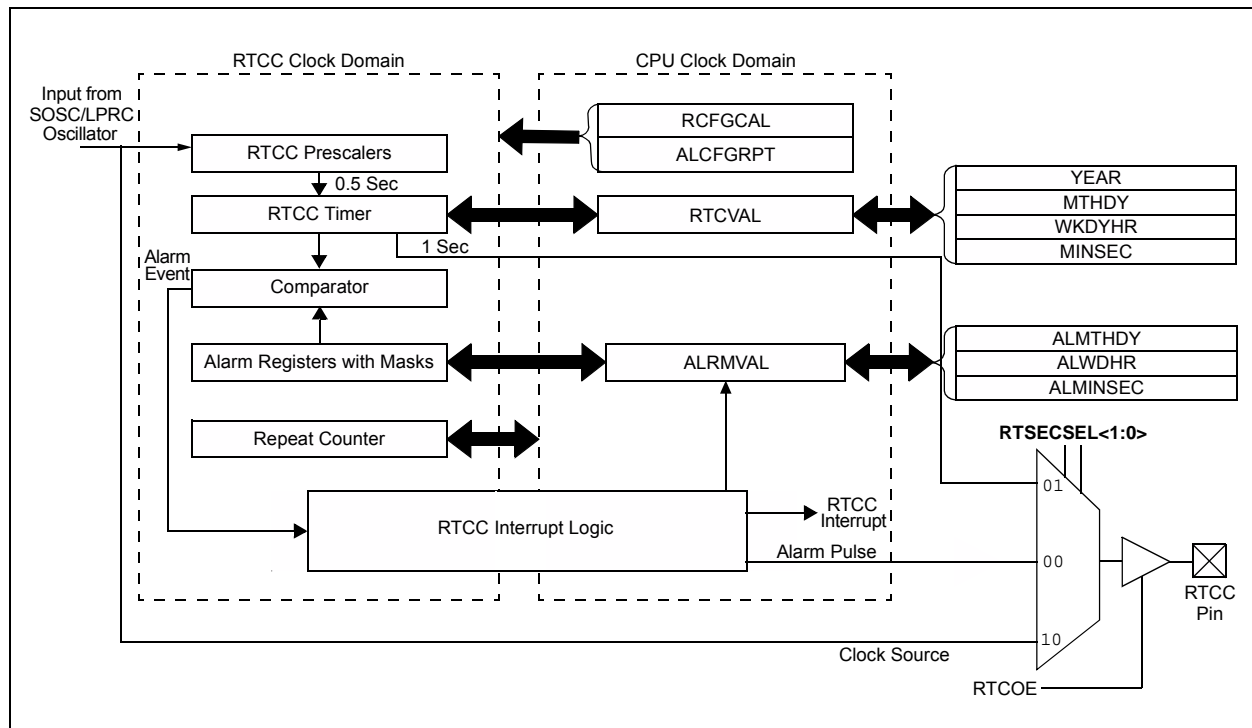 RTCC Clock Domain
CPU Clock Domain
Input from
SOSC/LPRC
Oscillator
RCFGCAL
ALCFGRPT
RTCC Prescalers
0.5 Sec
RTCC Timer
RTCVAL
YEAR
MTHDY
WKDYHR
MINSEC
1 Sec
Alarm
Event
Comparator
Alarm Registers with Masks
ALRMVAL
ALMTHDY
ALWDHR
ALMINSEC
Repeat Counter
RTSECSEL<1:0>
01
RTCC Interrupt Logic
RTCC
Interrupt
Alarm Pulse
00
RTCC
Pin
10
Clock Source
RTCOE